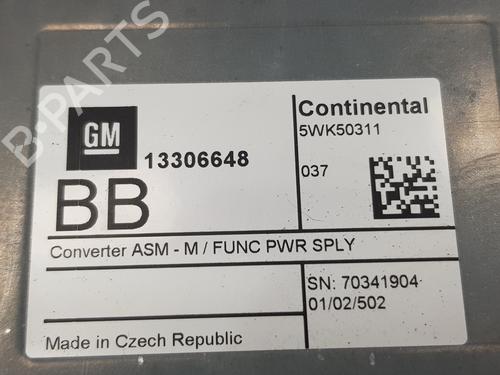 B-PARTS
GM
13306648
BB
Converter ASM - M / FUNC PWR SPLY
Made in Czech Republic
Continental
5WK50311
037
SN: 70341904
01/02/502